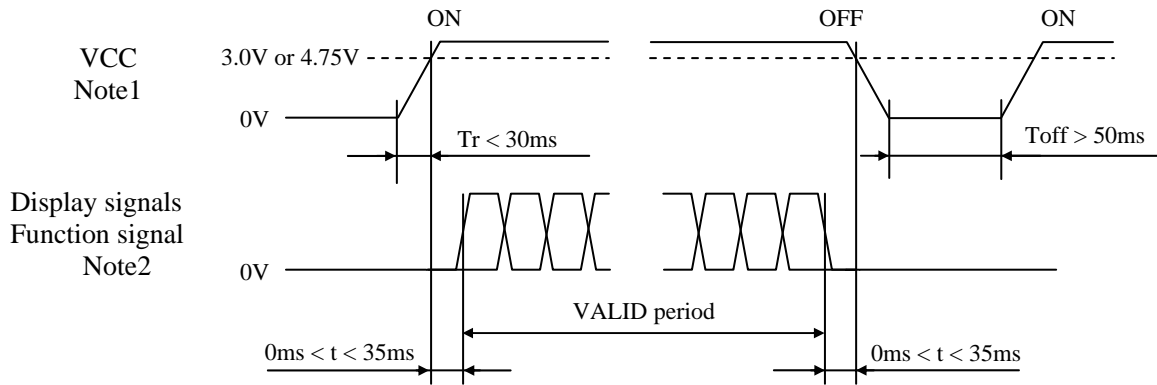 ON
OFF
ON
VCC
Note1
3.0V or 4.75V
0V
Tr < 30ms
Toff > 50ms
Display signals
Function signal
Note2
0V
VALID period
0ms < t < 35ms
0ms < t < 35ms